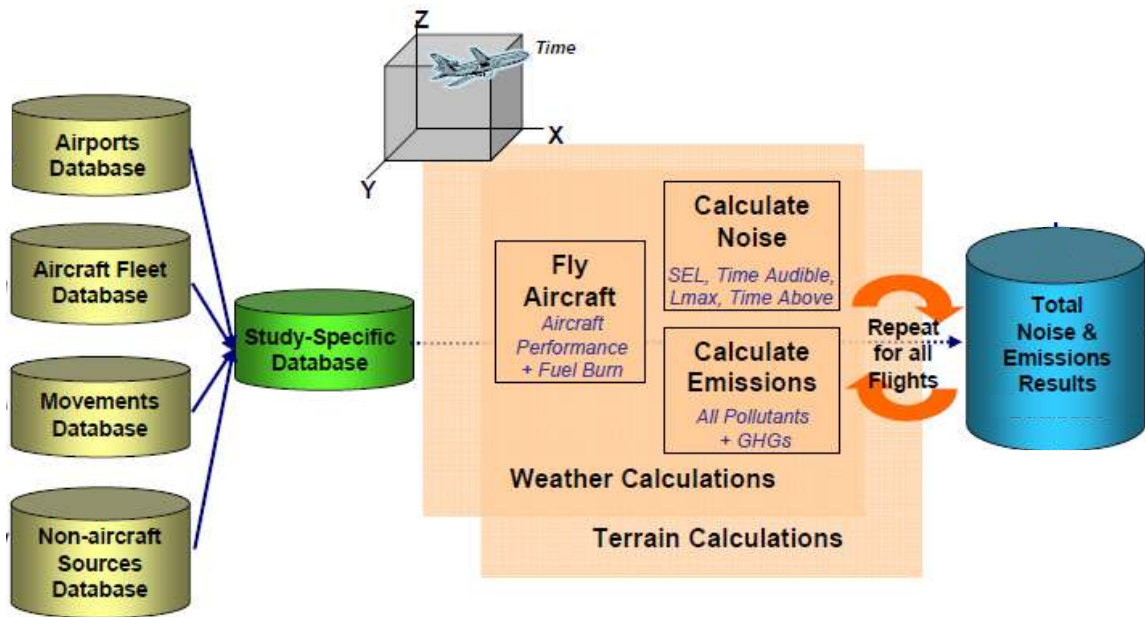 Z
Time
X
Y
Airports
Database
Aircraft Fleet
Database
Movements
Database
Non-aircraft
Sources
Database
Study-Specific
Database
Fly
Aircraft
Aircraft
Performance
+ Fuel Burn
Calculate
Noise
SEL, Time Audible,
Lmax, Time Above
Calculate
Emissions
All Pollutants
+ GHGs
Weather Calculations
Terrain Calculations
Repeat
for all
Flights
Total
Noise &
Emissions
Results